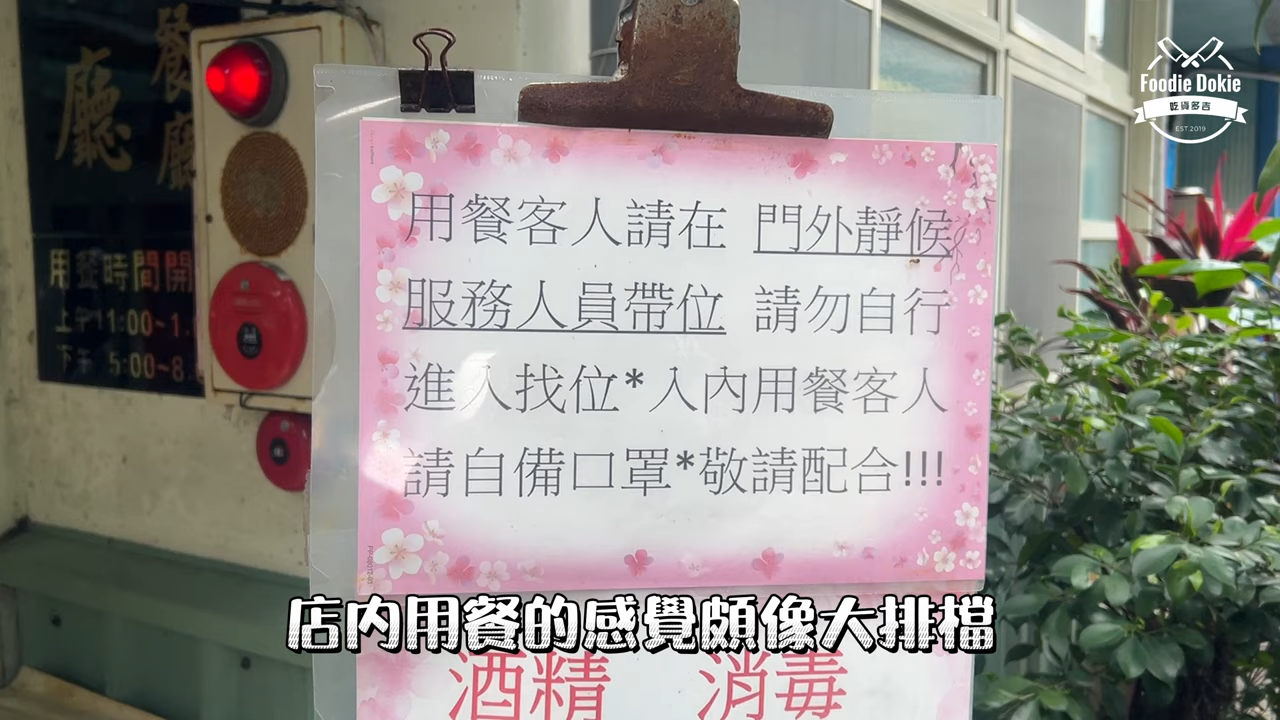 Foodie Dokie
吃貨多吉
EST.2019
餐廳
廳
用餐時間開
上午11:00~1.
下午 5:00~8.
用餐客人請在 門外靜候
服務人員帶位 請勿自行
進入找位*入內用餐客人
請自備口罩*敬請配合!!!
店內用餐的感覺頗像大排檔
酒精 消毒